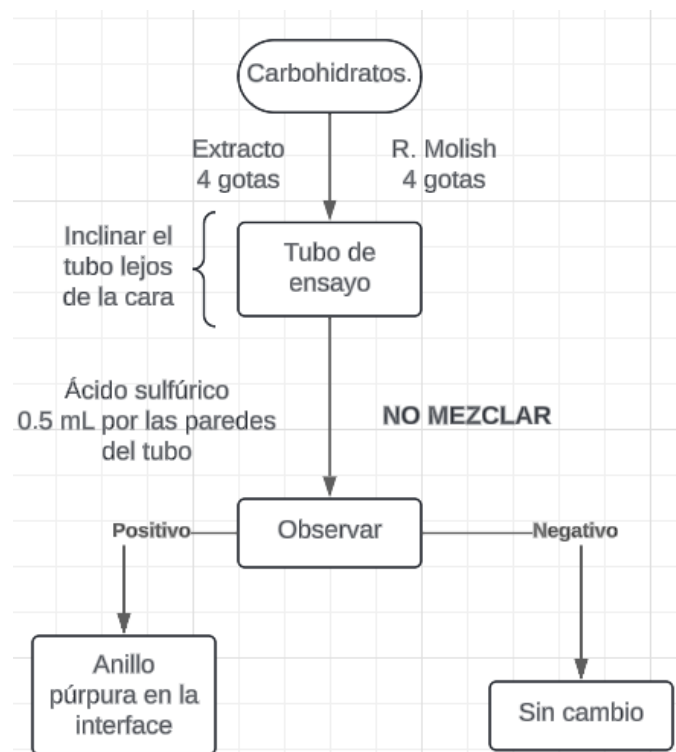 Carbohidratos.
Extracto
4 gotas
R. Molish
4 gotas
Inclinar el
tubo lejos
de la cara
Tubo de
ensayo
Ácido sulfúrico
0.5 mL por las paredes
del tubo
NO MEZCLAR
Positivo
Observar
Negativo
Anillo
púrpura en la
interface
Sin cambio